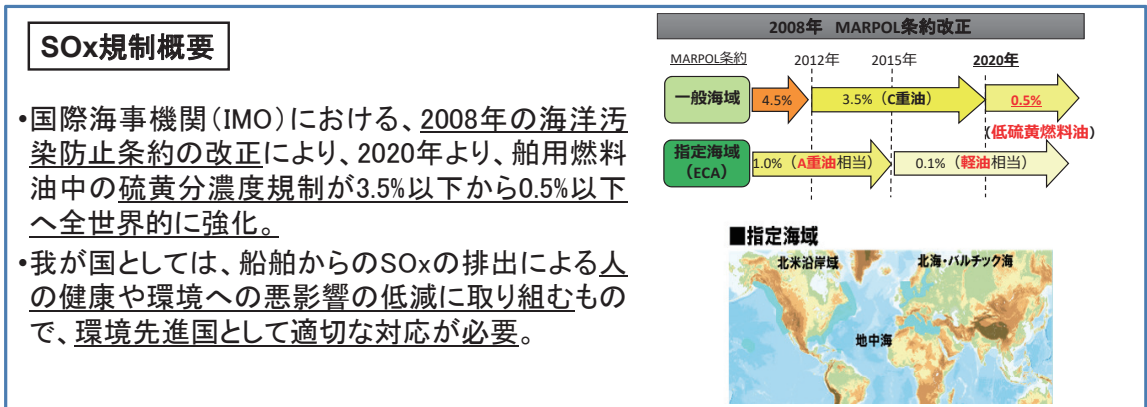 SOx規制概要
•国際海事機関(IMO)における、2008年の海洋汚
染防止条約の改正により、2020年より、舶用燃料
油中の硫黄分濃度規制が3.5%以下から0.5%以下
へ全世界的に強化。
•我が国としては、船舶からのSOxの排出による人
の健康や環境への悪影響の低減に取り組むもの
で、環境先進国として適切な対応が必要。
2008年 MARPOL条約改正
MARPOL条約 2012年 2015年 2020年
一般海域 4.5% 3.5%(C重油) 0.5%
(低硫黄燃料油)
指定海域
(ECA)
1.0%(A重油相当) 0.1%(軽油相当)
■指定海域
北米沿岸域 北海・バルチック海
地中海